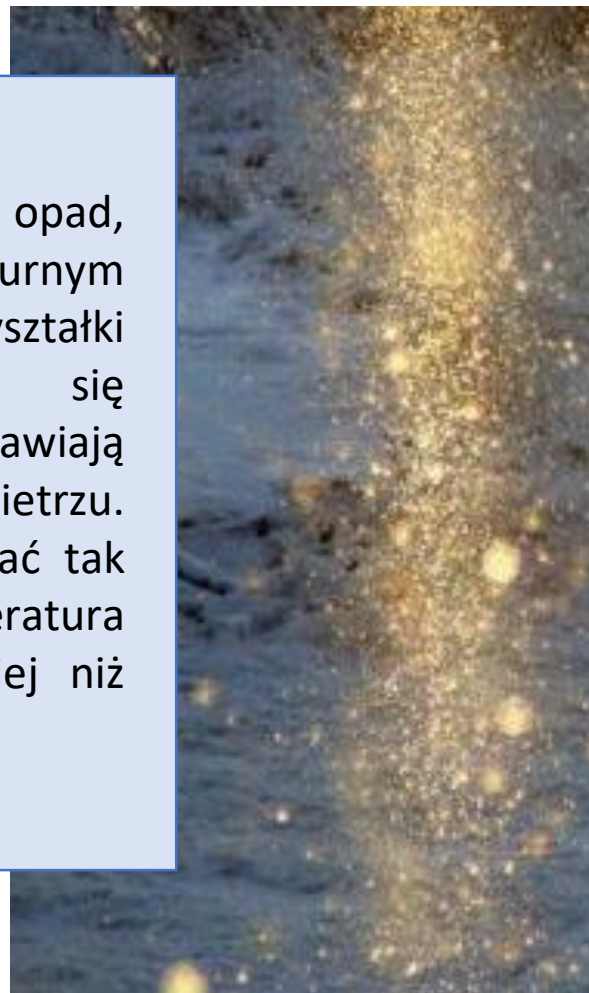 opad,
urnym
yształki
się
awiają
ietrzu.
ać tak
eratura
ej niż